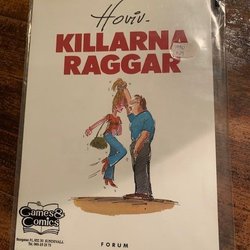 Hoviv.
KILLARNA
RAGGAR
Games &
Comics
FORUM